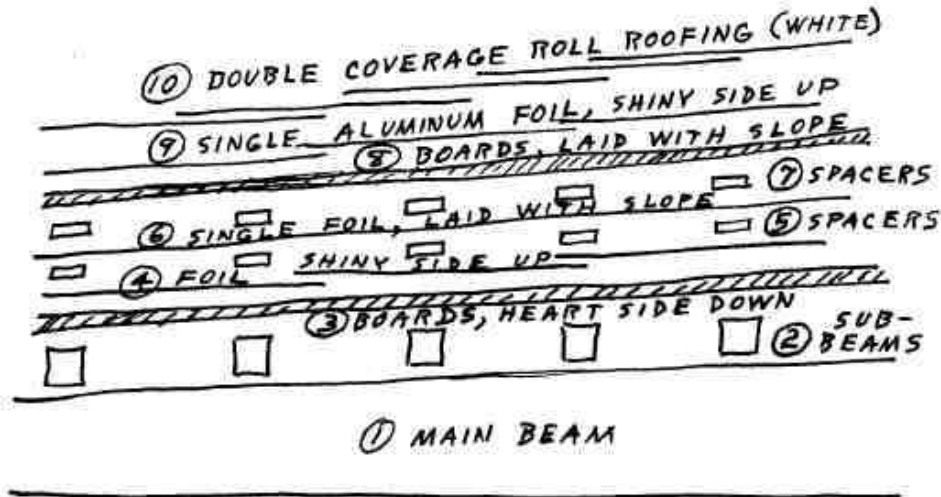 ⑩ DOUBLE COVERAGE ROLL ROOFING (WHITE)
⑨ SINGLE ALUMINUM FOIL, SHINY SIDE UP
⑧ BOARDS, LAID WITH SLOPE
⑦ SPACERS
⑥ SINGLE FOIL, LAID WITH SLOPE
⑤ SPACERS
④ FOIL SHINY SIDE UP
③ BOARDS, HEART SIDE DOWN
② SUB-
BEAMS
① MAIN BEAM